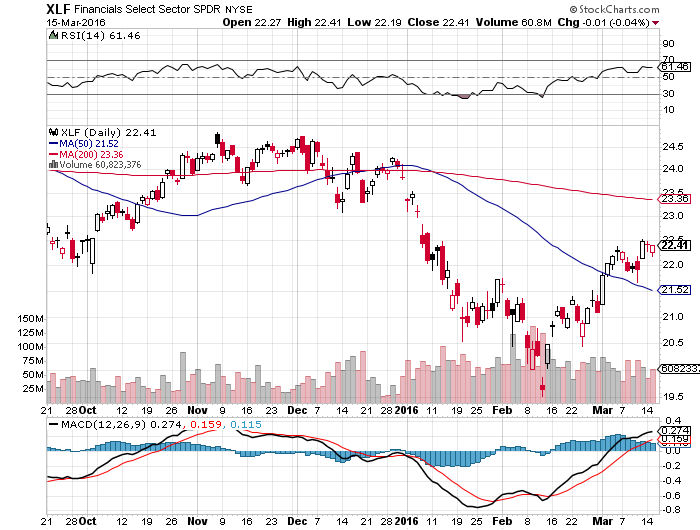 XLF Financials Select Sector SPDR NYSE © StockCharts.com
15-Mar-2016 Open 22.27 High 22.41 Low 22.19 Close 22.41 Volume 60.8M Chg -0.01 (-0.04%)
RSI(14) 61.46
90
70
61.46
50
30
10
XLF (Daily) 22.41
MA(50) 21.52
MA(200) 23.36
Volume 60,823,376
24.5
24.0
23.5
23.36
23.0
22.5
22.41
22.0
21.52
21.0
150M 20.5
125M
100M
75M 6082337
50M
25M 19.5
21 28 Oct 12 19 26 Nov 9 16 23 Dec 7 14 21 28 2016 11 19 25 Feb 8 16 22 Mar 7 14
MACD(12,26,9) 0.274, 0.159, 0.115
0.4
0.274
0.159
0.0
-0.2
-0.4
-0.6
-0.8
21 28 Oct 12 19 26 Nov 9 16 23 Dec 7 14 21 28 2016 11 19 25 Feb 8 16 22 Mar 7 14